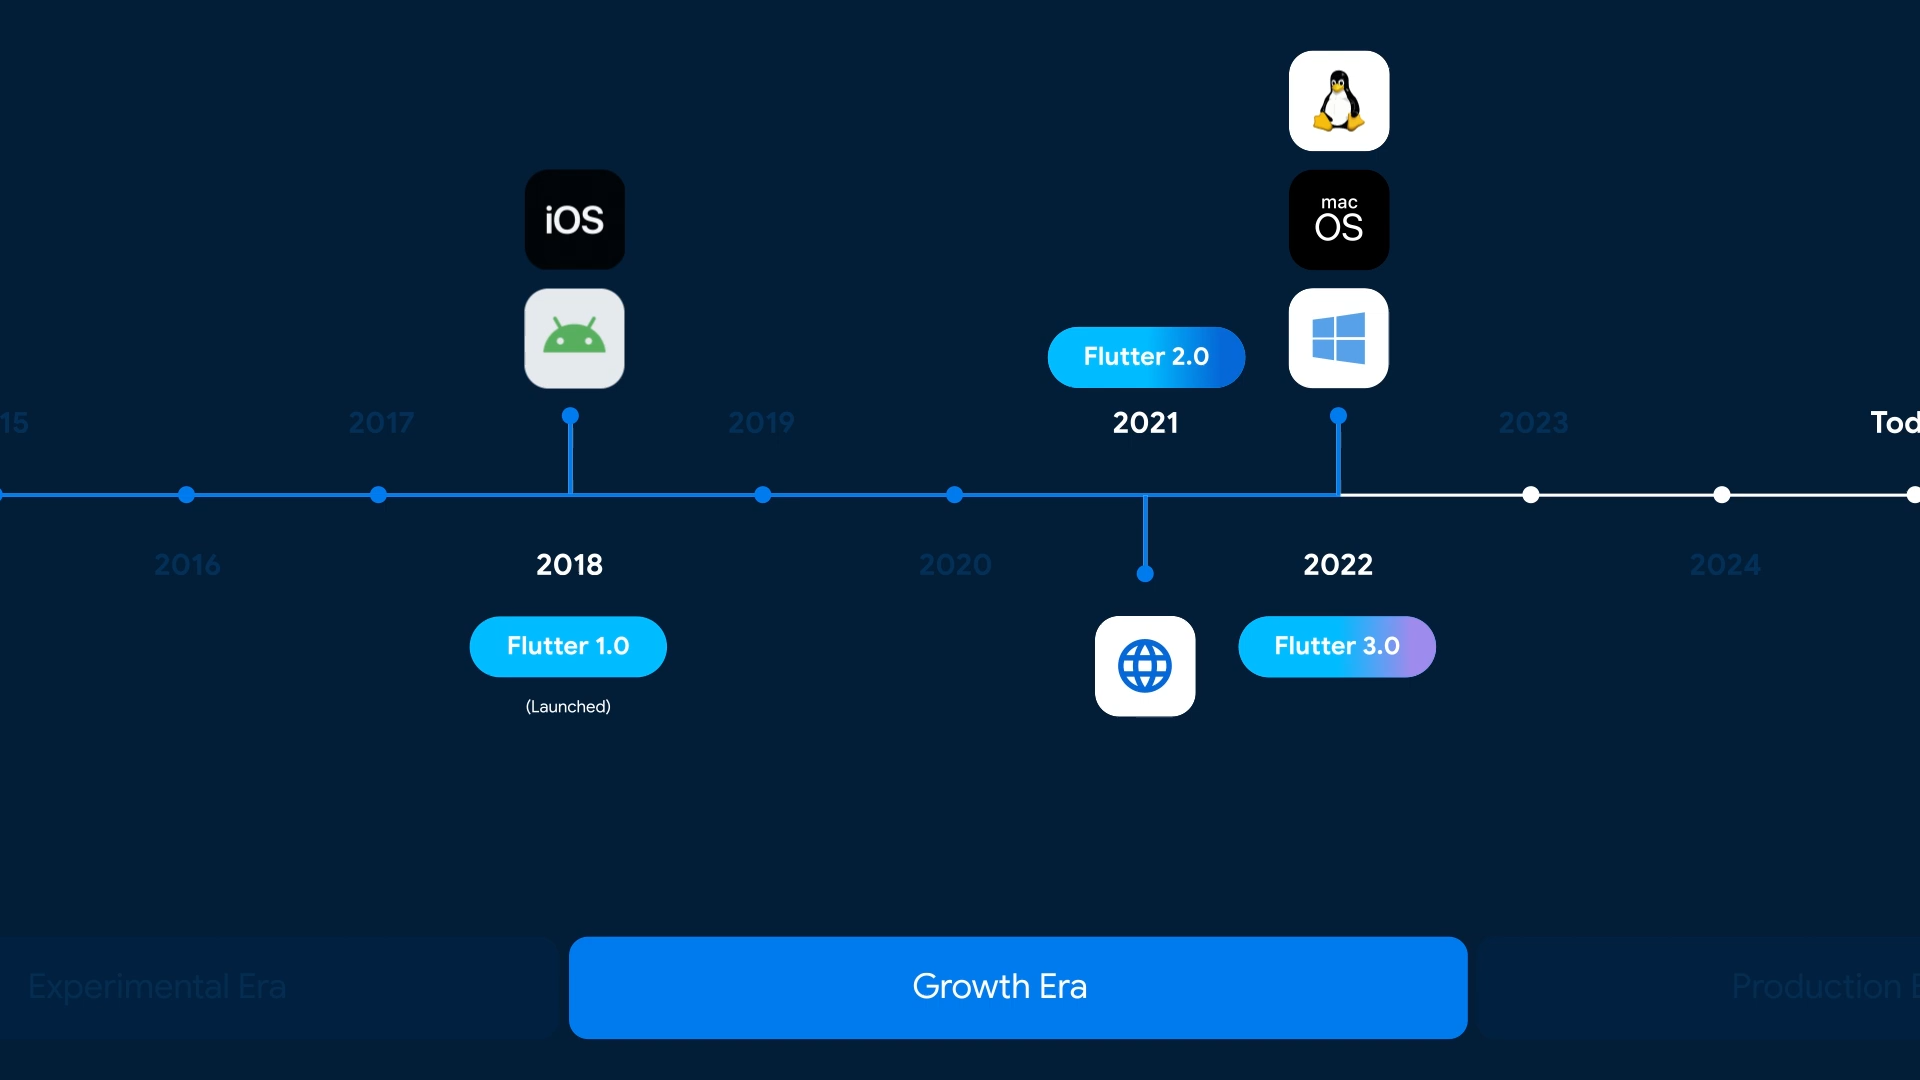 iOS
mac
OS
Flutter 2.0
15
2017
2019
2021
2023
Tod
2016
2018
2020
2022
2024
Flutter 1.0
Flutter 3.0
(Launched)
Experimental Era
Growth Era
Production E